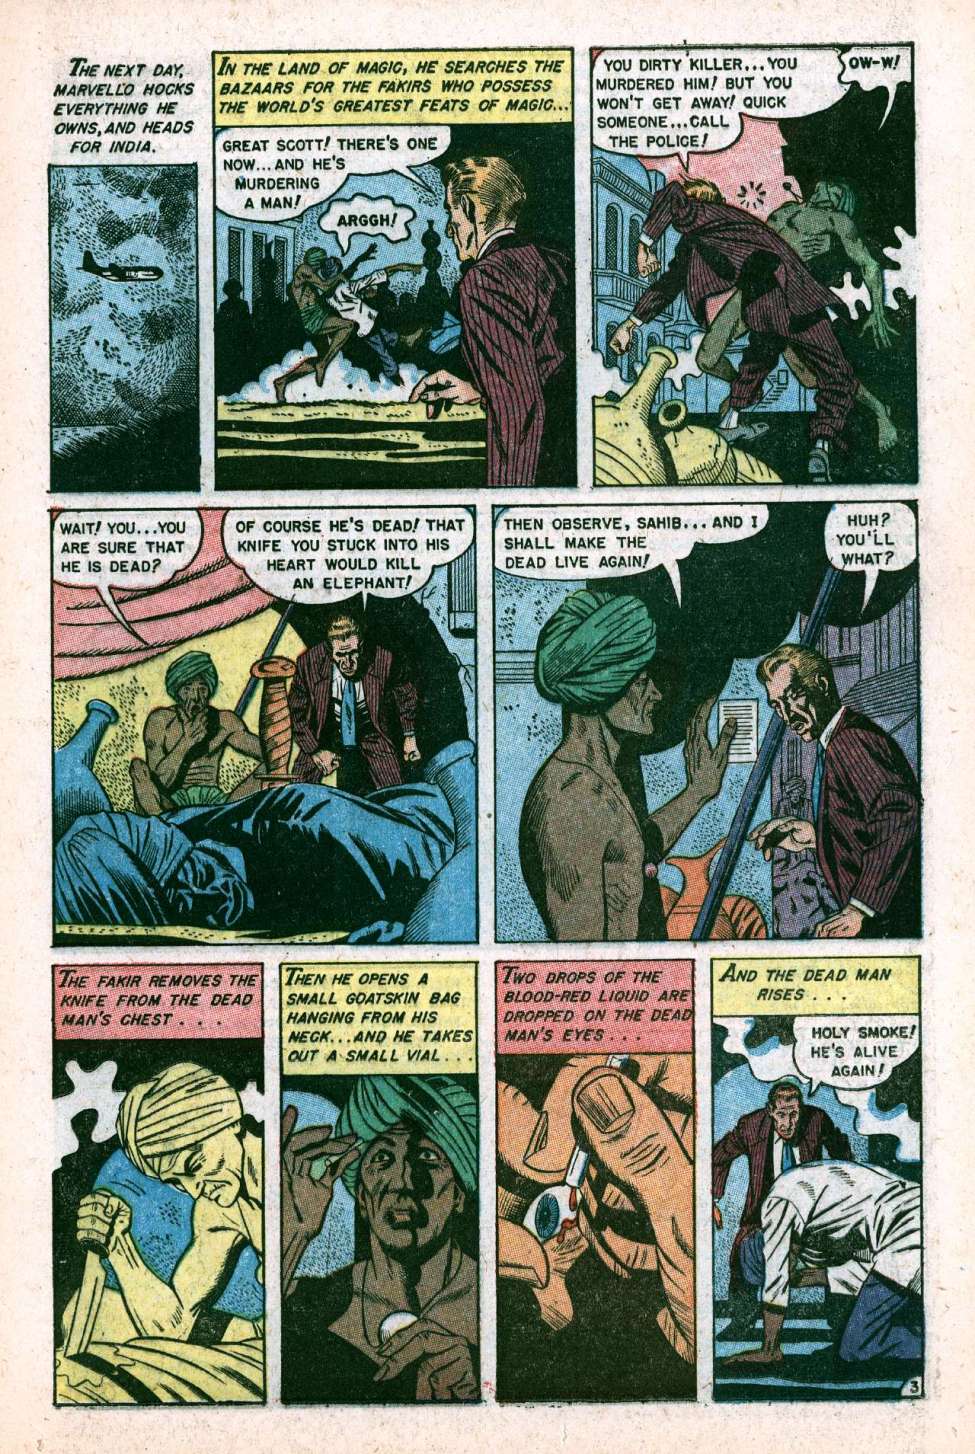 THE NEXT DAY,
MARVELLO HOCKS
EVERYTHING HE
OWNS, AND HEADS
FOR INDIA.
IN THE LAND OF MAGIC, HE SEARCHES THE
BAZAARS FOR THE FAKIRS WHO POSSESS
THE WORLD'S GREATEST FEATS OF MAGIC...
GREAT SCOTT! THERE'S ONE
NOW... AND HE'S
MURDERING
A MAN!
ARGGH!
YOU DIRTY KILLER...YOU
MURDERED HIM! BUT YOU
WON'T GET AWAY! QUICK
SOMEONE...CALL
THE POLICE!
OW-W!
WAIT! YOU...YOU
ARE SURE THAT
HE IS DEAD?
OF COURSE HE'S DEAD! THAT
KNIFE YOU STUCK INTO HIS
HEART WOULD KILL
AN ELEPHANT!
THEN OBSERVE, SAHIB... AND I
SHALL MAKE THE
DEAD LIVE AGAIN!
HUH?
YOU'LL
WHAT?
THE FAKIR REMOVES THE
KNIFE FROM THE DEAD
MAN'S CHEST . . .
THEN HE OPENS A
SMALL GOATSKIN BAG
HANGING FROM HIS
NECK...AND HE TAKES
OUT A SMALL VIAL . . .
TWO DROPS OF THE
BLOOD-RED LIQUID ARE
DROPPED ON THE DEAD
MAN'S EYES . . .
AND THE DEAD MAN
RISES . . .
HOLY SMOKE!
HE'S ALIVE
AGAIN!
3